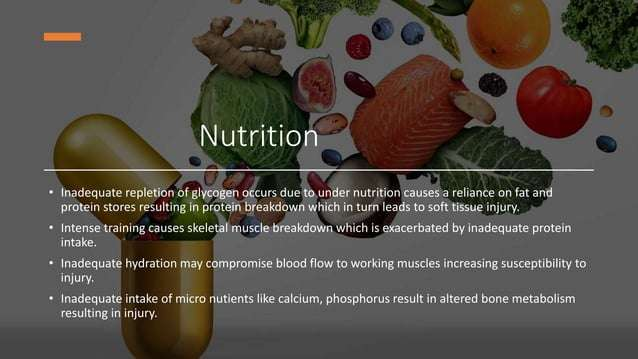 Nutrition
• Inadequate repletion of glycogen occurs due to under nutrition causes a reliance on fat and
protein stores resulting in protein breakdown which in turn leads to soft tissue injury.
• Intense training causes skeletal muscle breakdown which is exacerbated by inadequate protein
intake.
• Inadequate hydration may compromise blood flow to working muscles increasing susceptibility to
injury.
• Inadequate intake of micro nutients like calcium, phosphorus result in altered bone metabolism
resulting in injury.